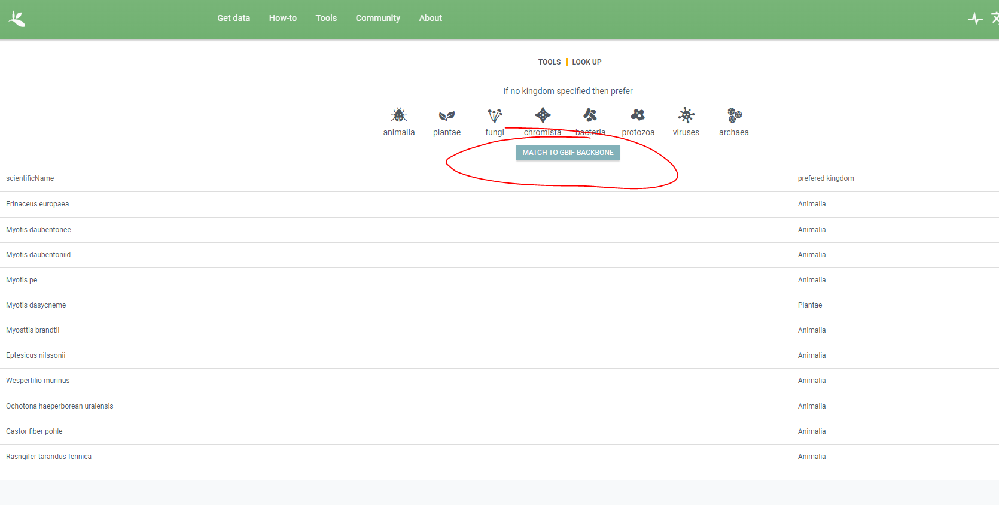 Get data How-to Tools Community About
TOOLS LOOK UP
If no kingdom specified then prefer
animalia plantae fungi chromista bacteria protozoa viruses archaea
MATCH TO GBIF BACKBONE
scientificName prefered kingdom
Erinaceus europaea Animalia
Myotis daubentonee Animalia
Myotis daubentoniid Animalia
Myotis pe Animalia
Myotis dasycneme Plantae
Myosttis brandtii Animalia
Eptesicus nilssonii Animalia
Wespertilio murinus Animalia
Ochotona haeperborean uralensis Animalia
Castor fiber pohle Animalia
Rasngifer tarandus fennica Animalia